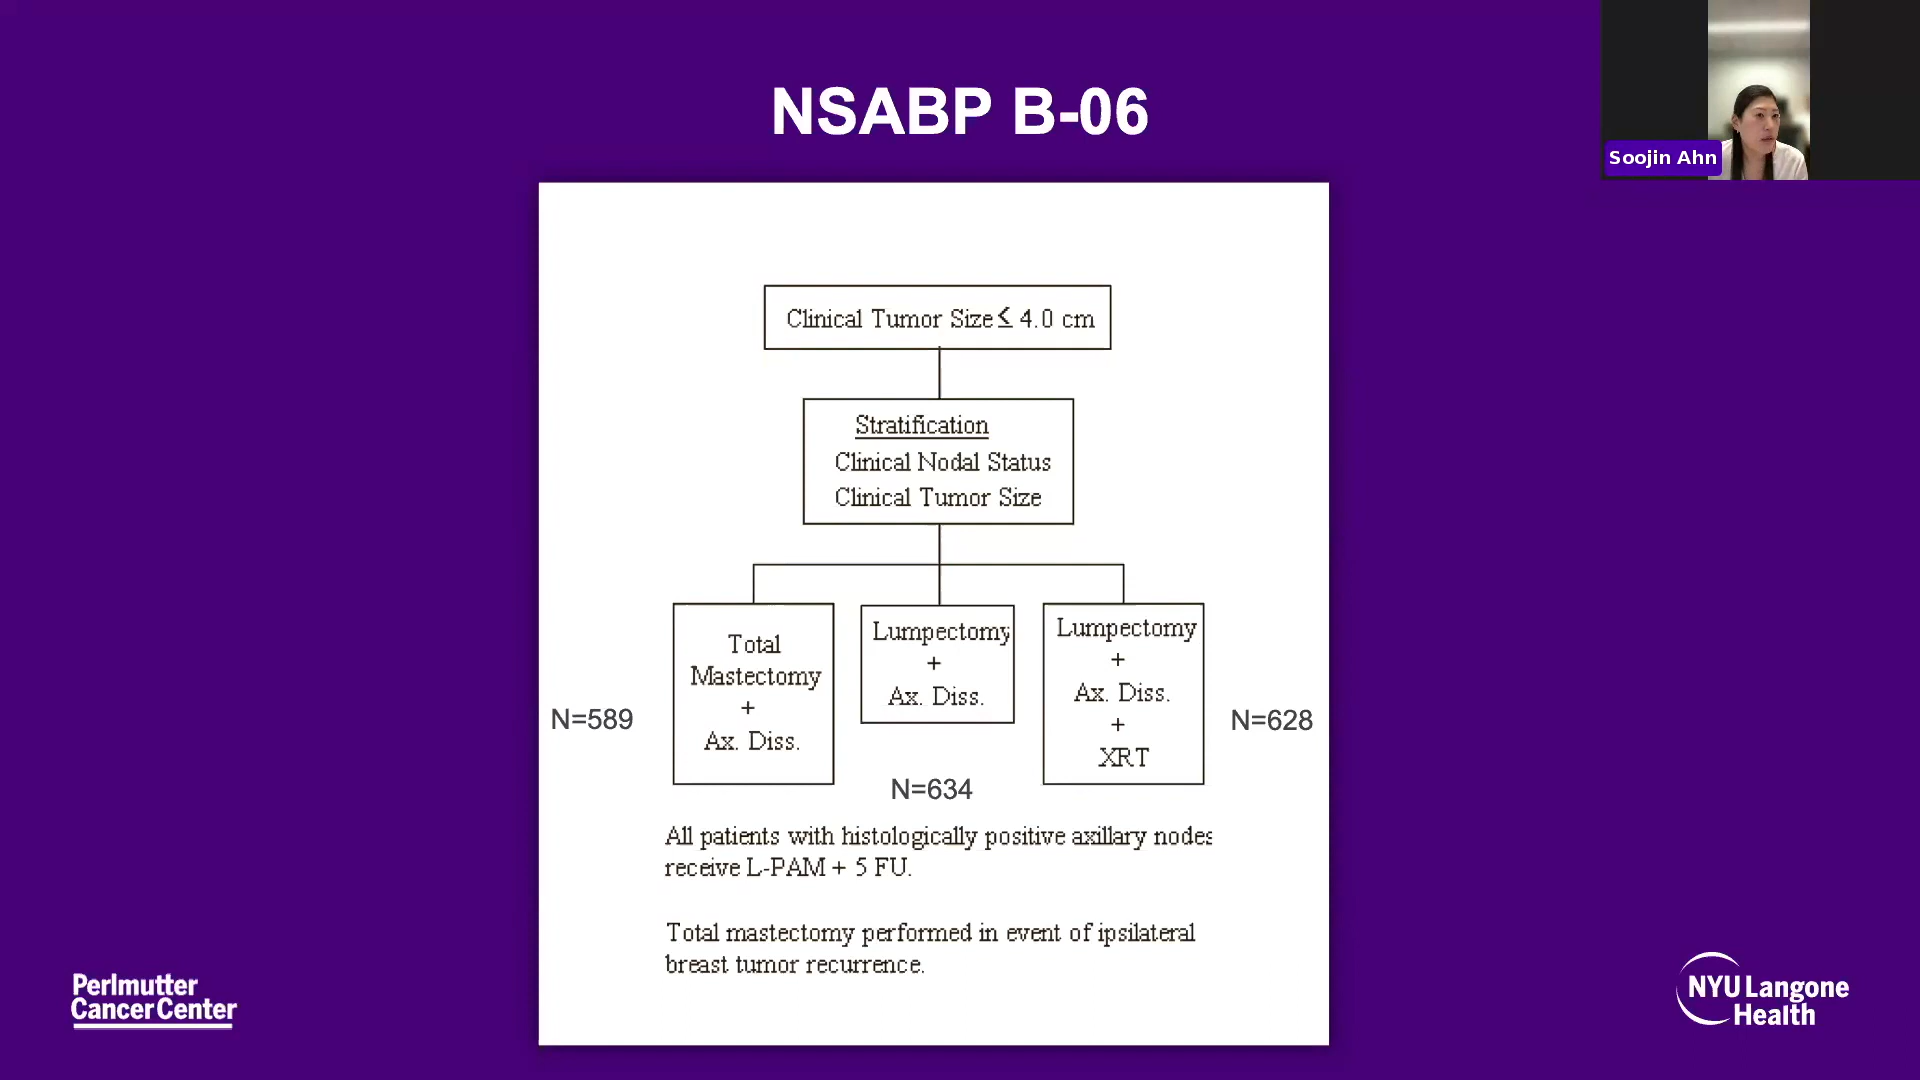 NSABP B-06
Soojin Ahn
Clinical Tumor Size ≤ 4.0 cm
Stratification
Clinical Nodal Status
Clinical Tumor Size
Total
Mastectomy
+
Ax. Diss.
N=589
Lumpectomy
+
Ax. Diss.
N=634
Lumpectomy
+
Ax. Diss.
+
XRT
N=628
All patients with histologically positive axillary nodes
receive L-PAM + 5 FU.
Total mastectomy performed in event of ipsilateral
breast tumor recurrence.
Perlmutter
Cancer Center
NYU Langone
Health